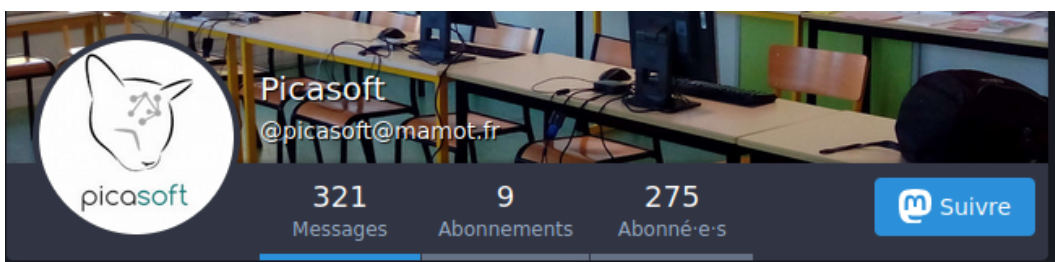 Picasoft
@picasoft@mamot.fr
picasoft
321 9 275
Messages Abonnements Abonné·e·s
Suivre